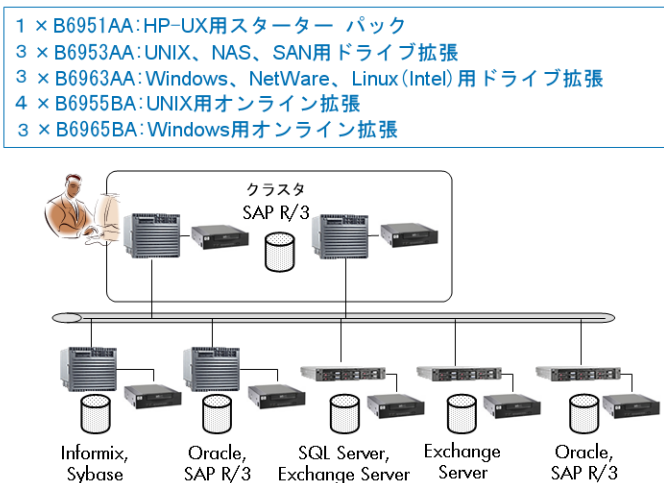 1 × B6951AA:HP-UX用スターター パック
3 × B6953AA:UNIX、NAS、SAN用ドライブ拡張
3 × B6963AA:Windows、NetWare、Linux(Intel)用ドライブ拡張
4 × B6955BA:UNIX用オンライン拡張
3 × B6965BA:Windows用オンライン拡張
クラスタ
SAP R/3
Informix,
Sybase
Oracle,
SAP R/3
SQL Server,
Exchange Server
Exchange
Server
Oracle,
SAP R/3